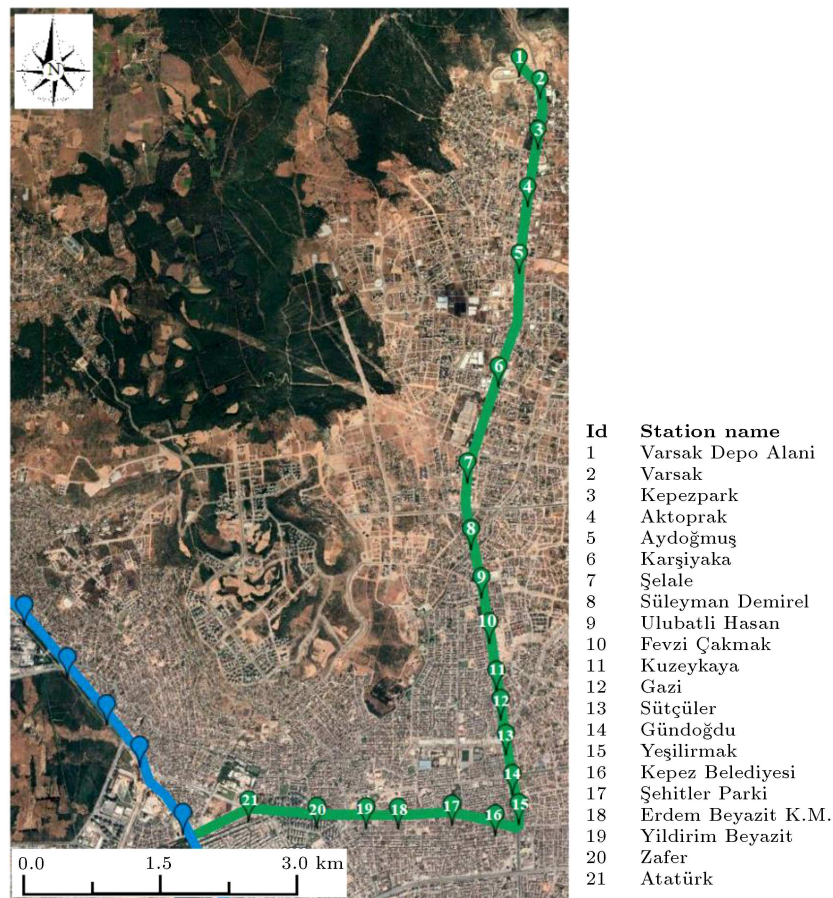 N
1
2
3
4
5
6
7
8
9
10
11
12
13
14
15
16
17
18
19
20
21
0.0 1.5 3.0 km
Id Station name
1 Varsak Depo Alani
2 Varsak
3 Kepezpark
4 Aktoprak
5 Aydoğmuş
6 Karşiyaka
7 Şelale
8 Süleyman Demirel
9 Ulubatli Hasan
10 Fevzi Çakmak
11 Kuzeykaya
12 Gazi
13 Sütçüler
14 Gündoğdu
15 Yeşilirmak
16 Kepez Belediyesi
17 Şehitler Parki
18 Erdem Beyazit K.M.
19 Yildirim Beyazit
20 Zafer
21 Atatürk